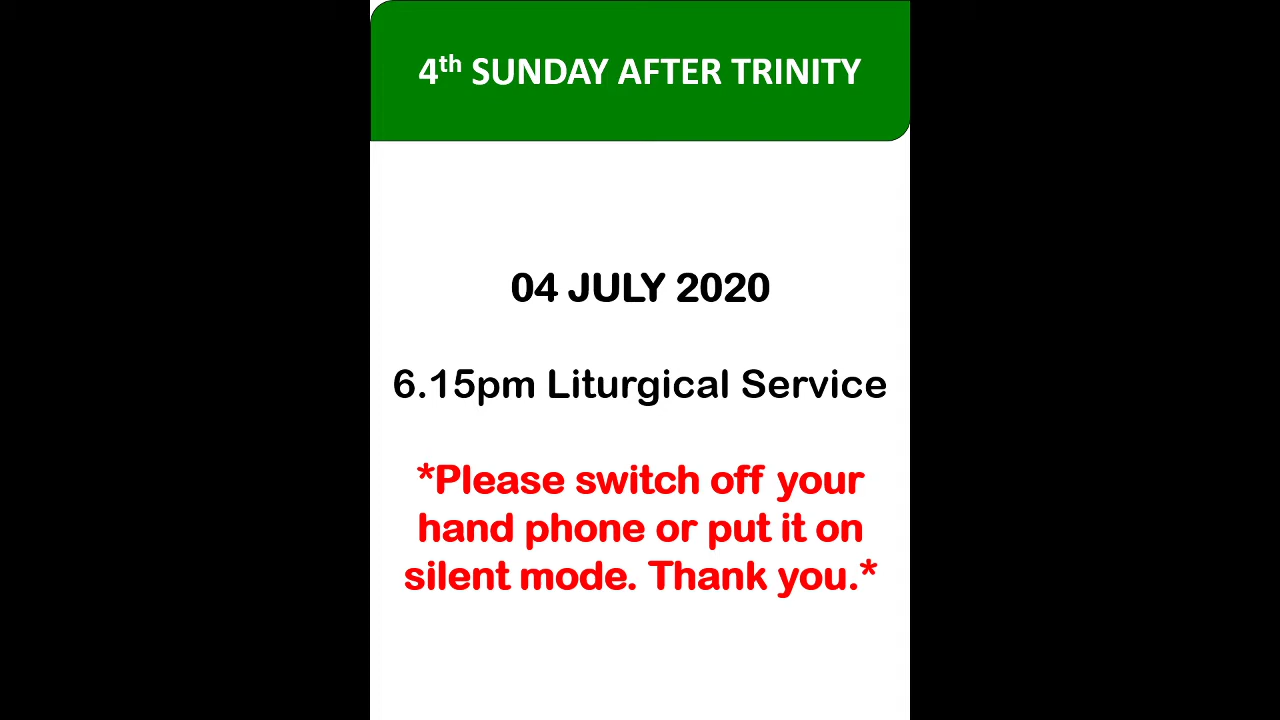 4th SUNDAY AFTER TRINITY
04 JULY 2020
6.15pm Liturgical Service
*Please switch off your
hand phone or put it on
silent mode. Thank you.*